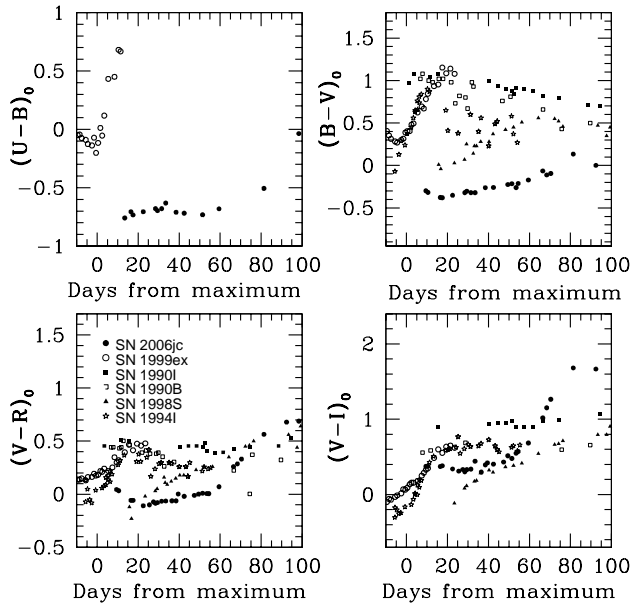 1
0.5
0
−0.5
−1
(U−B)₀
0 20 40 60 80 100
Days from maximum
1.5
1
0.5
0
−0.5
(B−V)₀
0 20 40 60 80 100
Days from maximum
1.5
1
0.5
0
−0.5
(V−R)₀
SN 2006jc
SN 1999ex
SN 1990I
SN 1990B
SN 1998S
SN 1994I
0 20 40 60 80 100
Days from maximum
2
1
0
(V−I)₀
0 20 40 60 80 100
Days from maximum